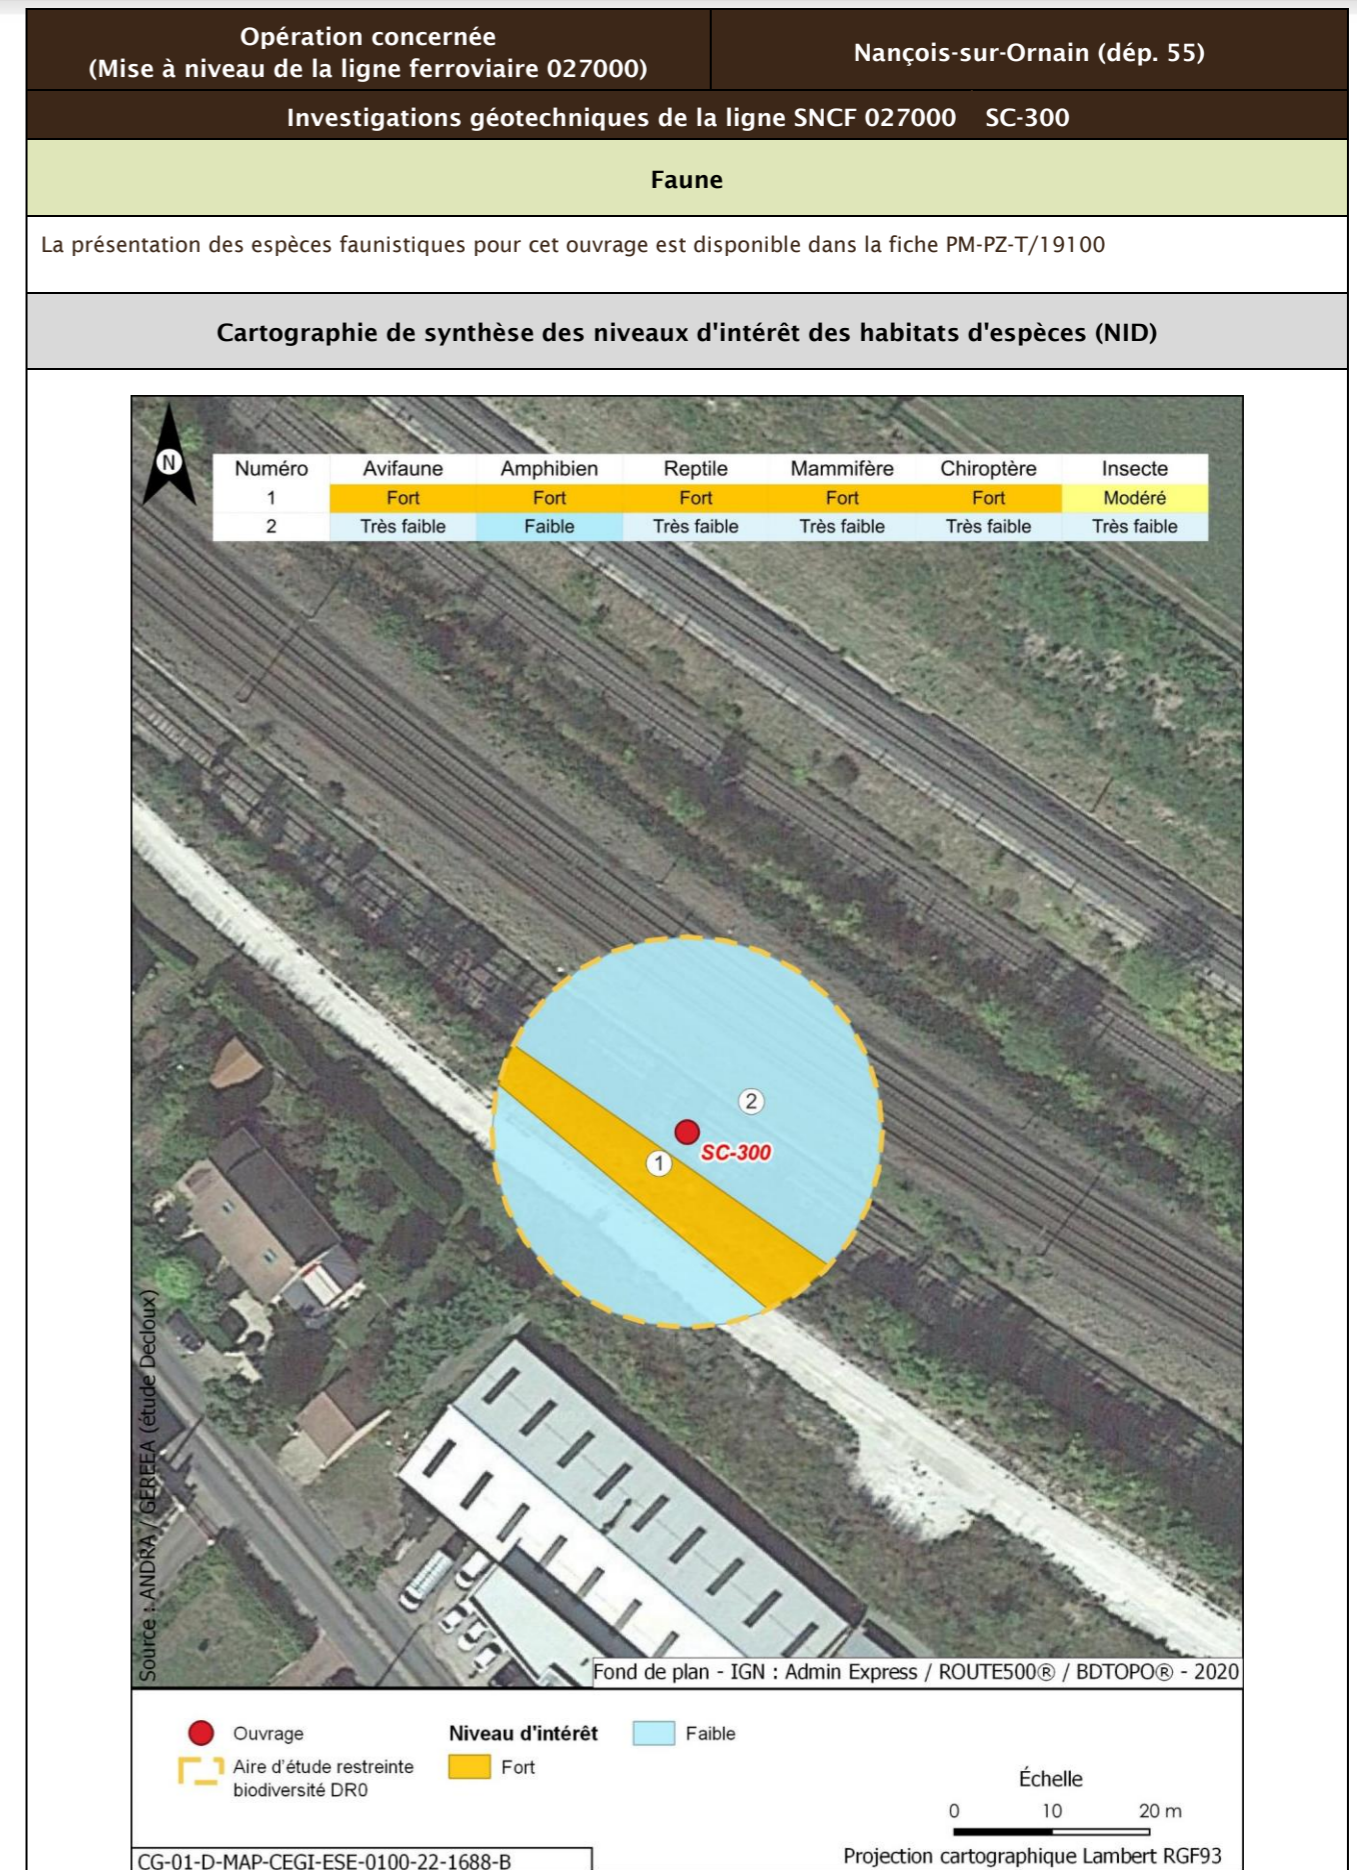 Opération concernée
(Mise à niveau de la ligne ferroviaire 027000)
Nançois-sur-Ornain (dép. 55)
Investigations géotechniques de la ligne SNCF 027000 SC-300
Faune
La présentation des espèces faunistiques pour cet ouvrage est disponible dans la fiche PM-PZ-T/19100
Cartographie de synthèse des niveaux d'intérêt des habitats d'espèces (NID)
N
Numéro Avifaune Amphibien Reptile Mammifère Chiroptère Insecte
1 Fort Fort Fort Fort Fort Modéré
2 Très faible Faible Très faible Très faible Très faible Très faible
2
SC-300
1
Source : ANDRA / GEREEA (étude Decloux)
Fond de plan - IGN : Admin Express / ROUTE500® / BDTOPO® - 2020
Ouvrage
Aire d'étude restreinte
biodiversité DR0
Niveau d'intérêt
Fort
Faible
Échelle
0 10 20 m
Projection cartographique Lambert RGF93
CG-01-D-MAP-CEGI-ESE-0100-22-1688-B